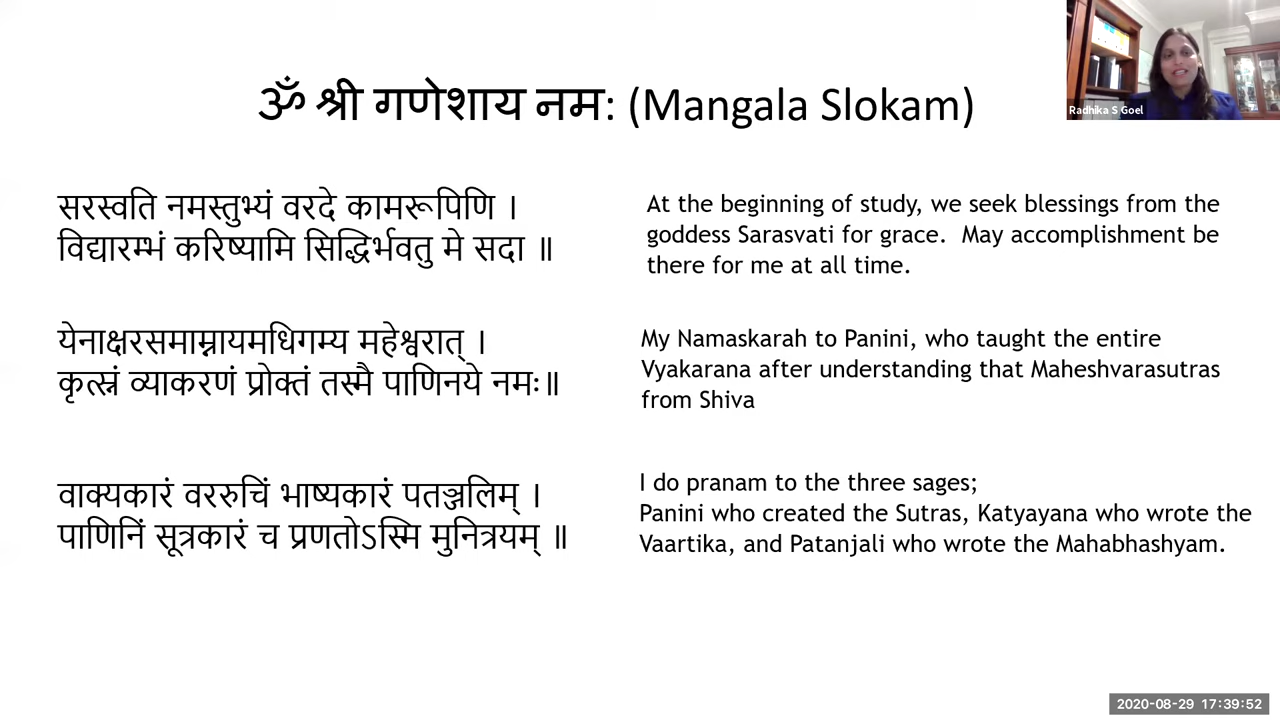 ॐ श्री गणेशाय नम: (Mangala Slokam)
Radhika S Goel
सरस्वति नमस्तुभ्यं वरदे कामरूपिणि ।
विद्यारम्भं करिष्यामि सिद्धिर्भवतु मे सदा ॥
At the beginning of study, we seek blessings from the
goddess Sarasvati for grace. May accomplishment be
there for me at all time.
येनाक्षरसमाम्नायमधिगम्य महेश्वरात् ।
कृत्स्नं व्याकरणं प्रोक्तं तस्मै पाणिनये नमः॥
My Namaskarah to Panini, who taught the entire
Vyakarana after understanding that Maheshvarasutras
from Shiva
वाक्यकारं वररुचिं भाष्यकारं पतञ्जलिम् ।
पाणिनिं सूत्रकारं च प्रणतोऽस्मि मुनित्रयम् ॥
I do pranam to the three sages;
Panini who created the Sutras, Katyayana who wrote the
Vaartika, and Patanjali who wrote the Mahabhashyam.
2020-08-29 17:39:52